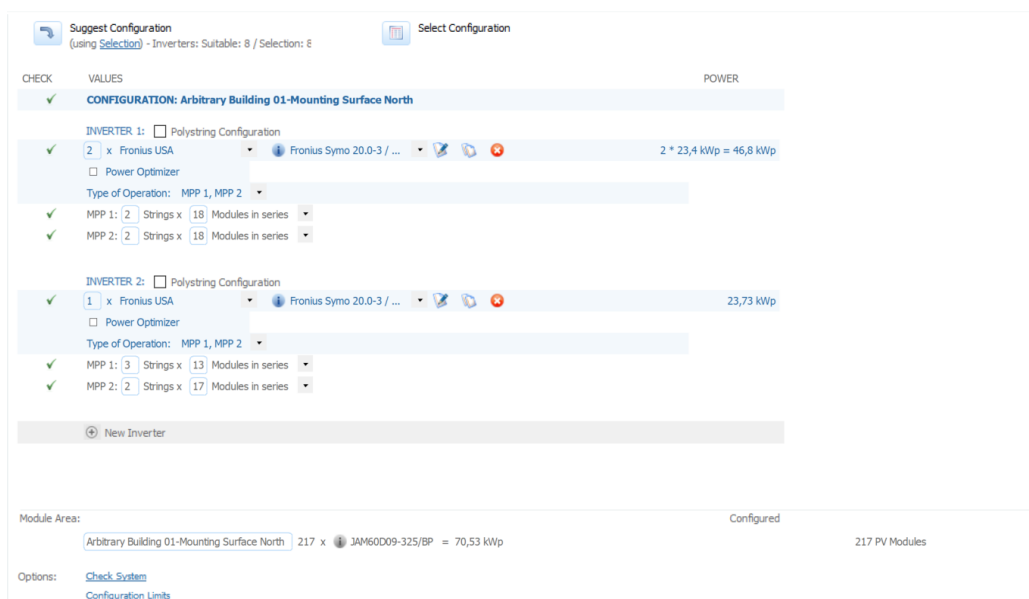 Suggest Configuration
(using Selection) - Inverters: Suitable: 8 / Selection: 8
Select Configuration
CHECK VALUES POWER
CONFIGURATION: Arbitrary Building 01-Mounting Surface North
INVERTER 1: Polystring Configuration
2 x Fronius USA Fronius Symo 20.0-3 / ... 2 * 23,4 kWp = 46,8 kWp
Power Optimizer
Type of Operation: MPP 1, MPP 2
MPP 1: 2 Strings x 18 Modules in series
MPP 2: 2 Strings x 18 Modules in series
INVERTER 2: Polystring Configuration
1 x Fronius USA Fronius Symo 20.0-3 / ... 23,73 kWp
Power Optimizer
Type of Operation: MPP 1, MPP 2
MPP 1: 3 Strings x 13 Modules in series
MPP 2: 2 Strings x 17 Modules in series
New Inverter
Module Area: Configured
Arbitrary Building 01-Mounting Surface North 217 x JAM60D09-325/BP = 70,53 kWp 217 PV Modules
Options: Check System
Configuration Limits